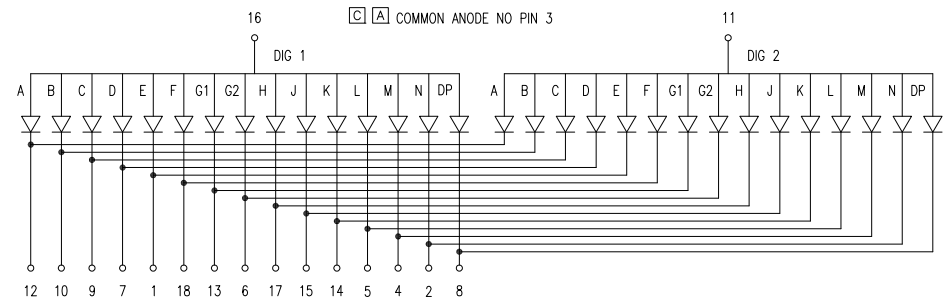 16 C A COMMON ANODE NO PIN 3 11
DIG 1 DIG 2
A B C D E F G1 G2 H J K L M N DP A B C D E F G1 G2 H J K L M N DP
12 10 9 7 1 18 13 6 17 15 14 5 4 2 8